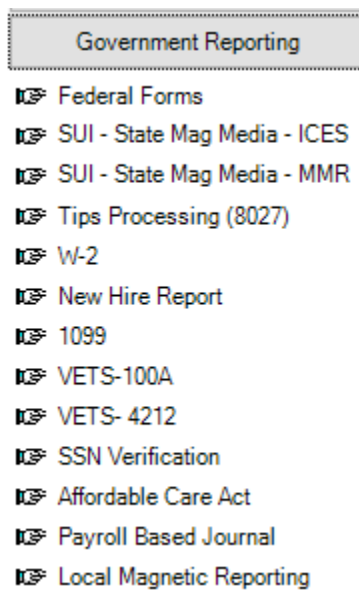 Government Reporting
Federal Forms
SUI - State Mag Media - ICES
SUI - State Mag Media - MMR
Tips Processing (8027)
W-2
New Hire Report
1099
VETS-100A
VETS- 4212
SSN Verification
Affordable Care Act
Payroll Based Journal
Local Magnetic Reporting